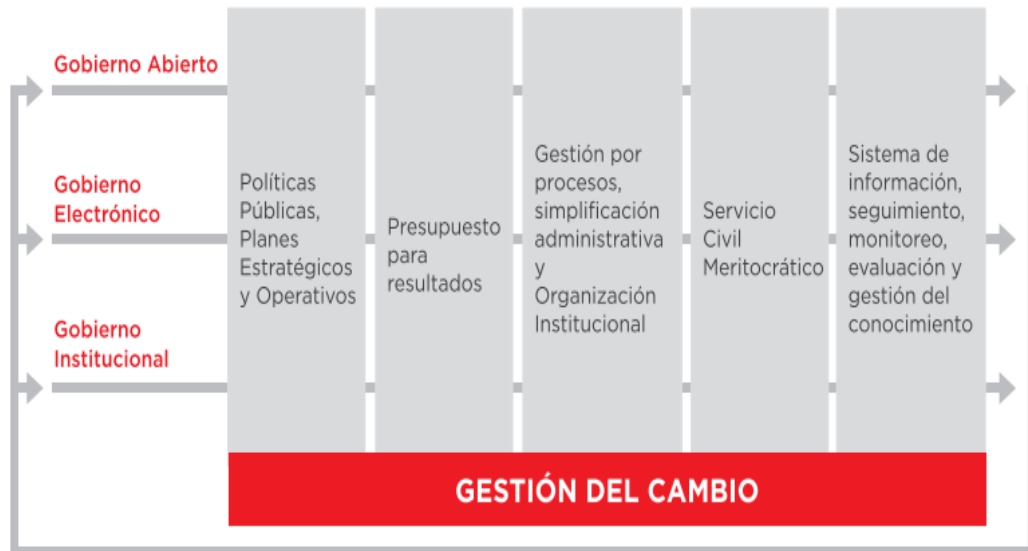 Gobierno Abierto
Gobierno
Electrónico
Gobierno
Institucional
Políticas
Públicas,
Planes
Estratégicos
y Operativos
Presupuesto
para
resultados
Gestión por
procesos,
simplificación
administrativa
y
Organización
Institucional
Servicio
Civil
Meritocrático
Sistema de
información,
seguimiento,
monitoreo,
evaluación y
gestión del
conocimiento
GESTIÓN DEL CAMBIO